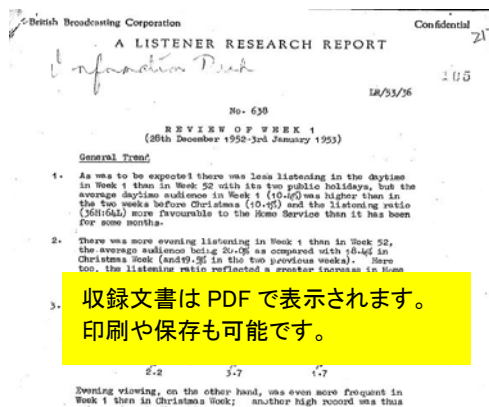 British Broadcasting Corporation
Confidential
A LISTENER RESEARCH REPORT
Information Desk
LR/53/36
No. 638
REVIEW OF WEEK 1
(28th December 1952-3rd January 1953)
General Trend
1. As was to be expected there was less listening in the daytime
in Week 1 than in Week 52 with its two public holidays, but the
average daytime audience in Week 1 (10.4%) was higher than in
the two weeks before Christmas (10.1%) and the listening ratio
(36H:64L) more favourable to the Home Service than it has been
for some months.
2. There was more evening listening in Week 1 than in Week 52,
the average audience being 20.0% as compared with 18.4% in
Christmas Week (and 19.9% in the two previous weeks). Here
too, the listening ratio reflected a greater increase in Home
3.
収録文書は PDF で表示されます。
印刷や保存も可能です。
2.2 3.7 1.7
Evening viewing, on the other hand, was even more frequent in
Week 1 than in Christmas Week; another high record was thus